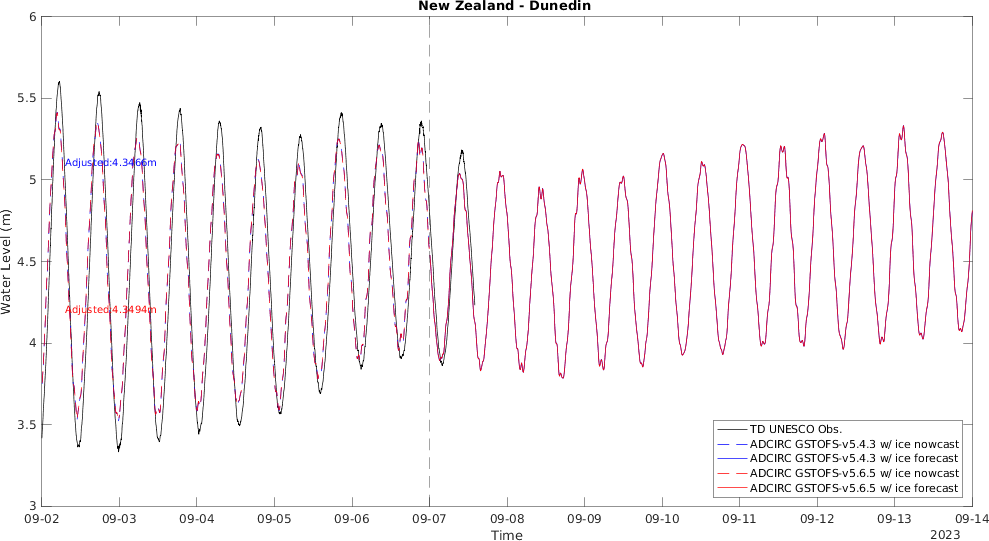 New Zealand - Dunedin
6
5.5
5
4.5
4
3.5
3
Water Level (m)
Adjusted:4.3466m
Adjusted:4.3494m
TD UNESCO Obs.
ADCIRC GSTOFS-v5.4.3 w/ ice nowcast
ADCIRC GSTOFS-v5.4.3 w/ ice forecast
ADCIRC GSTOFS-v5.6.5 w/ ice nowcast
ADCIRC GSTOFS-v5.6.5 w/ ice forecast
09-02 09-03 09-04 09-05 09-06 09-07 09-08 09-09 09-10 09-11 09-12 09-13 09-14
Time
2023